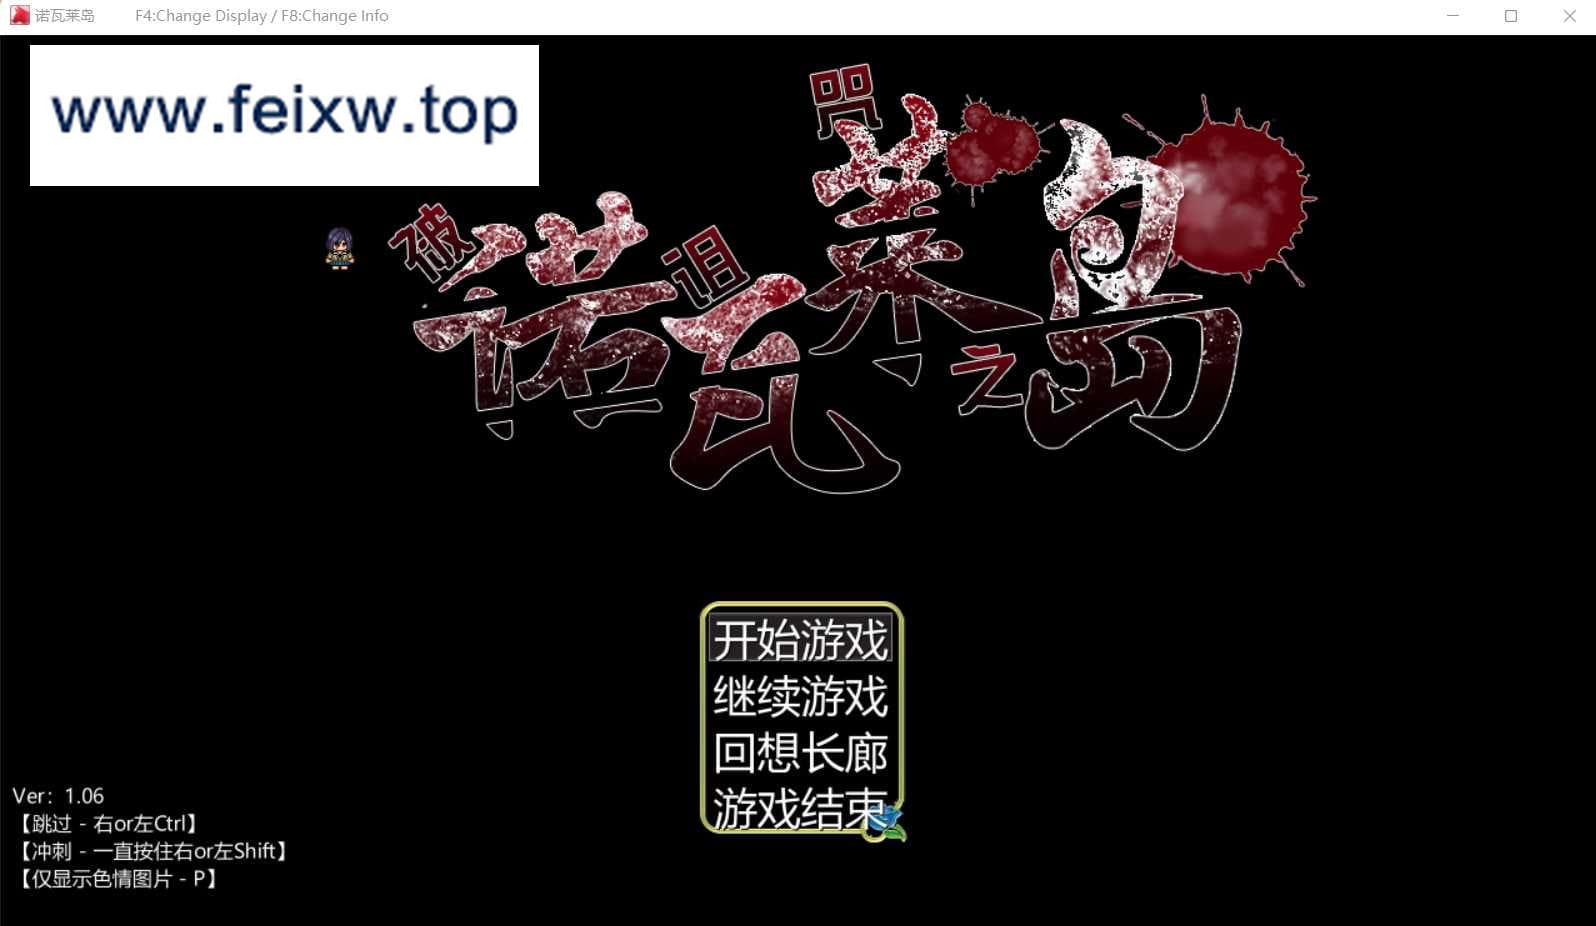 诺瓦莱岛 F4:Change Display / F8:Change Info
www.feixw.top
破诅咒之
诺瓦莱岛
开始游戏
继续游戏
回想长廊
游戏结束
Ver：1.06
【跳过 - 右or左Ctrl】
【冲刺 - 一直按住右or左Shift】
【仅显示色情图片 - P】